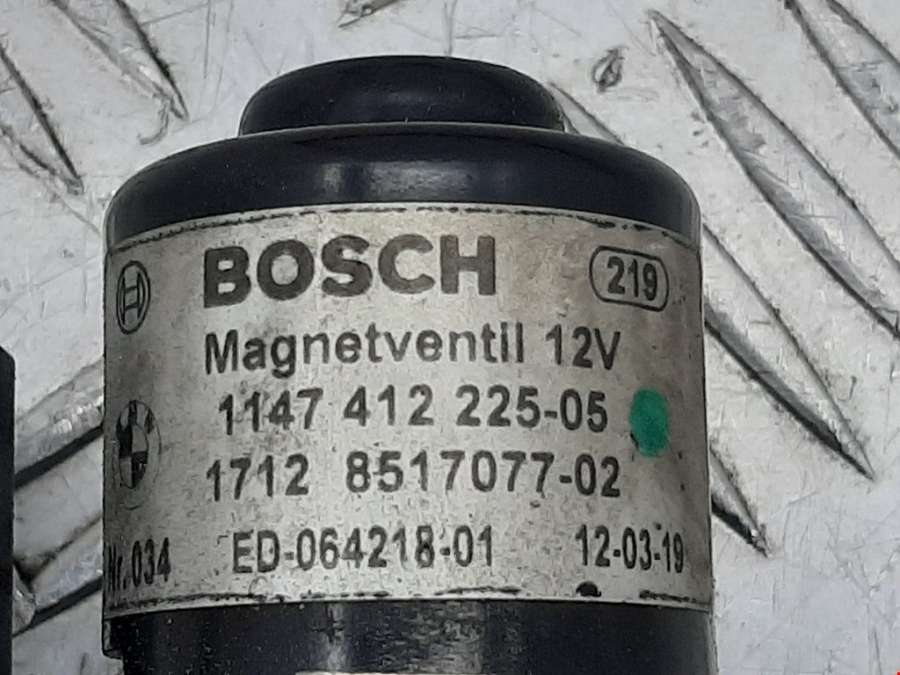 BOSCH 219
Magnetventil 12V
1147 412 225-05
1712 8517077-02
Nr.034 ED-064218-01 12-03-19